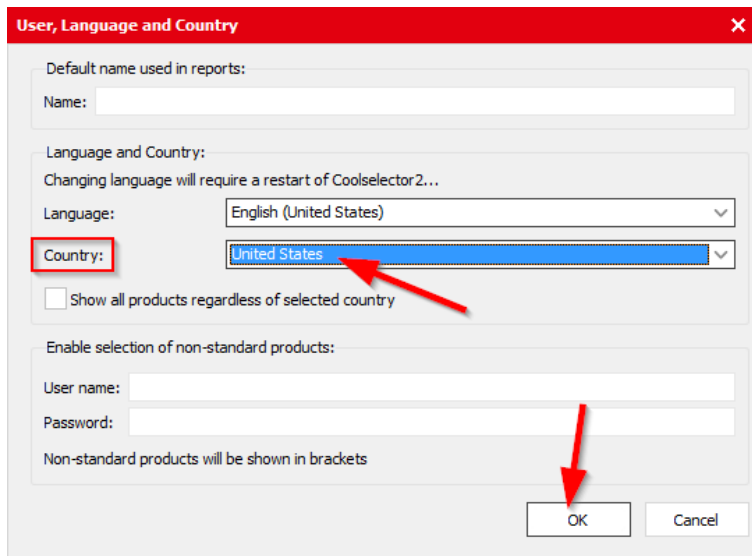 User, Language and Country
Default name used in reports:
Name:
Language and Country:
Changing language will require a restart of Coolselector2...
Language: English (United States)
Country: United States
Show all products regardless of selected country
Enable selection of non-standard products:
User name:
Password:
Non-standard products will be shown in brackets
OK Cancel